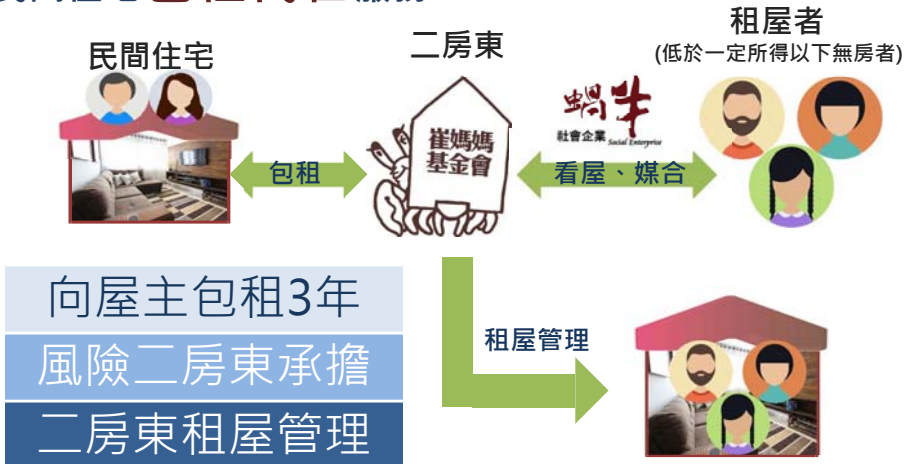 民間住宅
二房東
租屋者
(低於一定所得以下無房者)
崔媽媽
基金會
蝸牛
社會企業 Social Enterprise
包租
看屋、媒合
向屋主包租3年
風險二房東承擔
二房東租屋管理
租屋管理